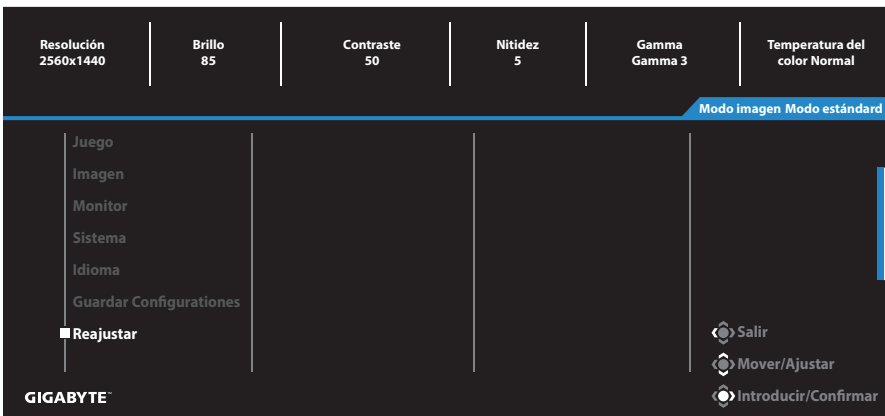 Resolución
2560x1440
Brillo
85
Contraste
50
Nitidez
5
Gamma
Gamma 3
Temperatura del
color Normal
Modo imagen Modo estándard
Juego
Imagen
Monitor
Sistema
Idioma
Guardar Configurationes
Reajustar
Salir
Mover/Ajustar
Introducir/Confirmar
GIGABYTE™